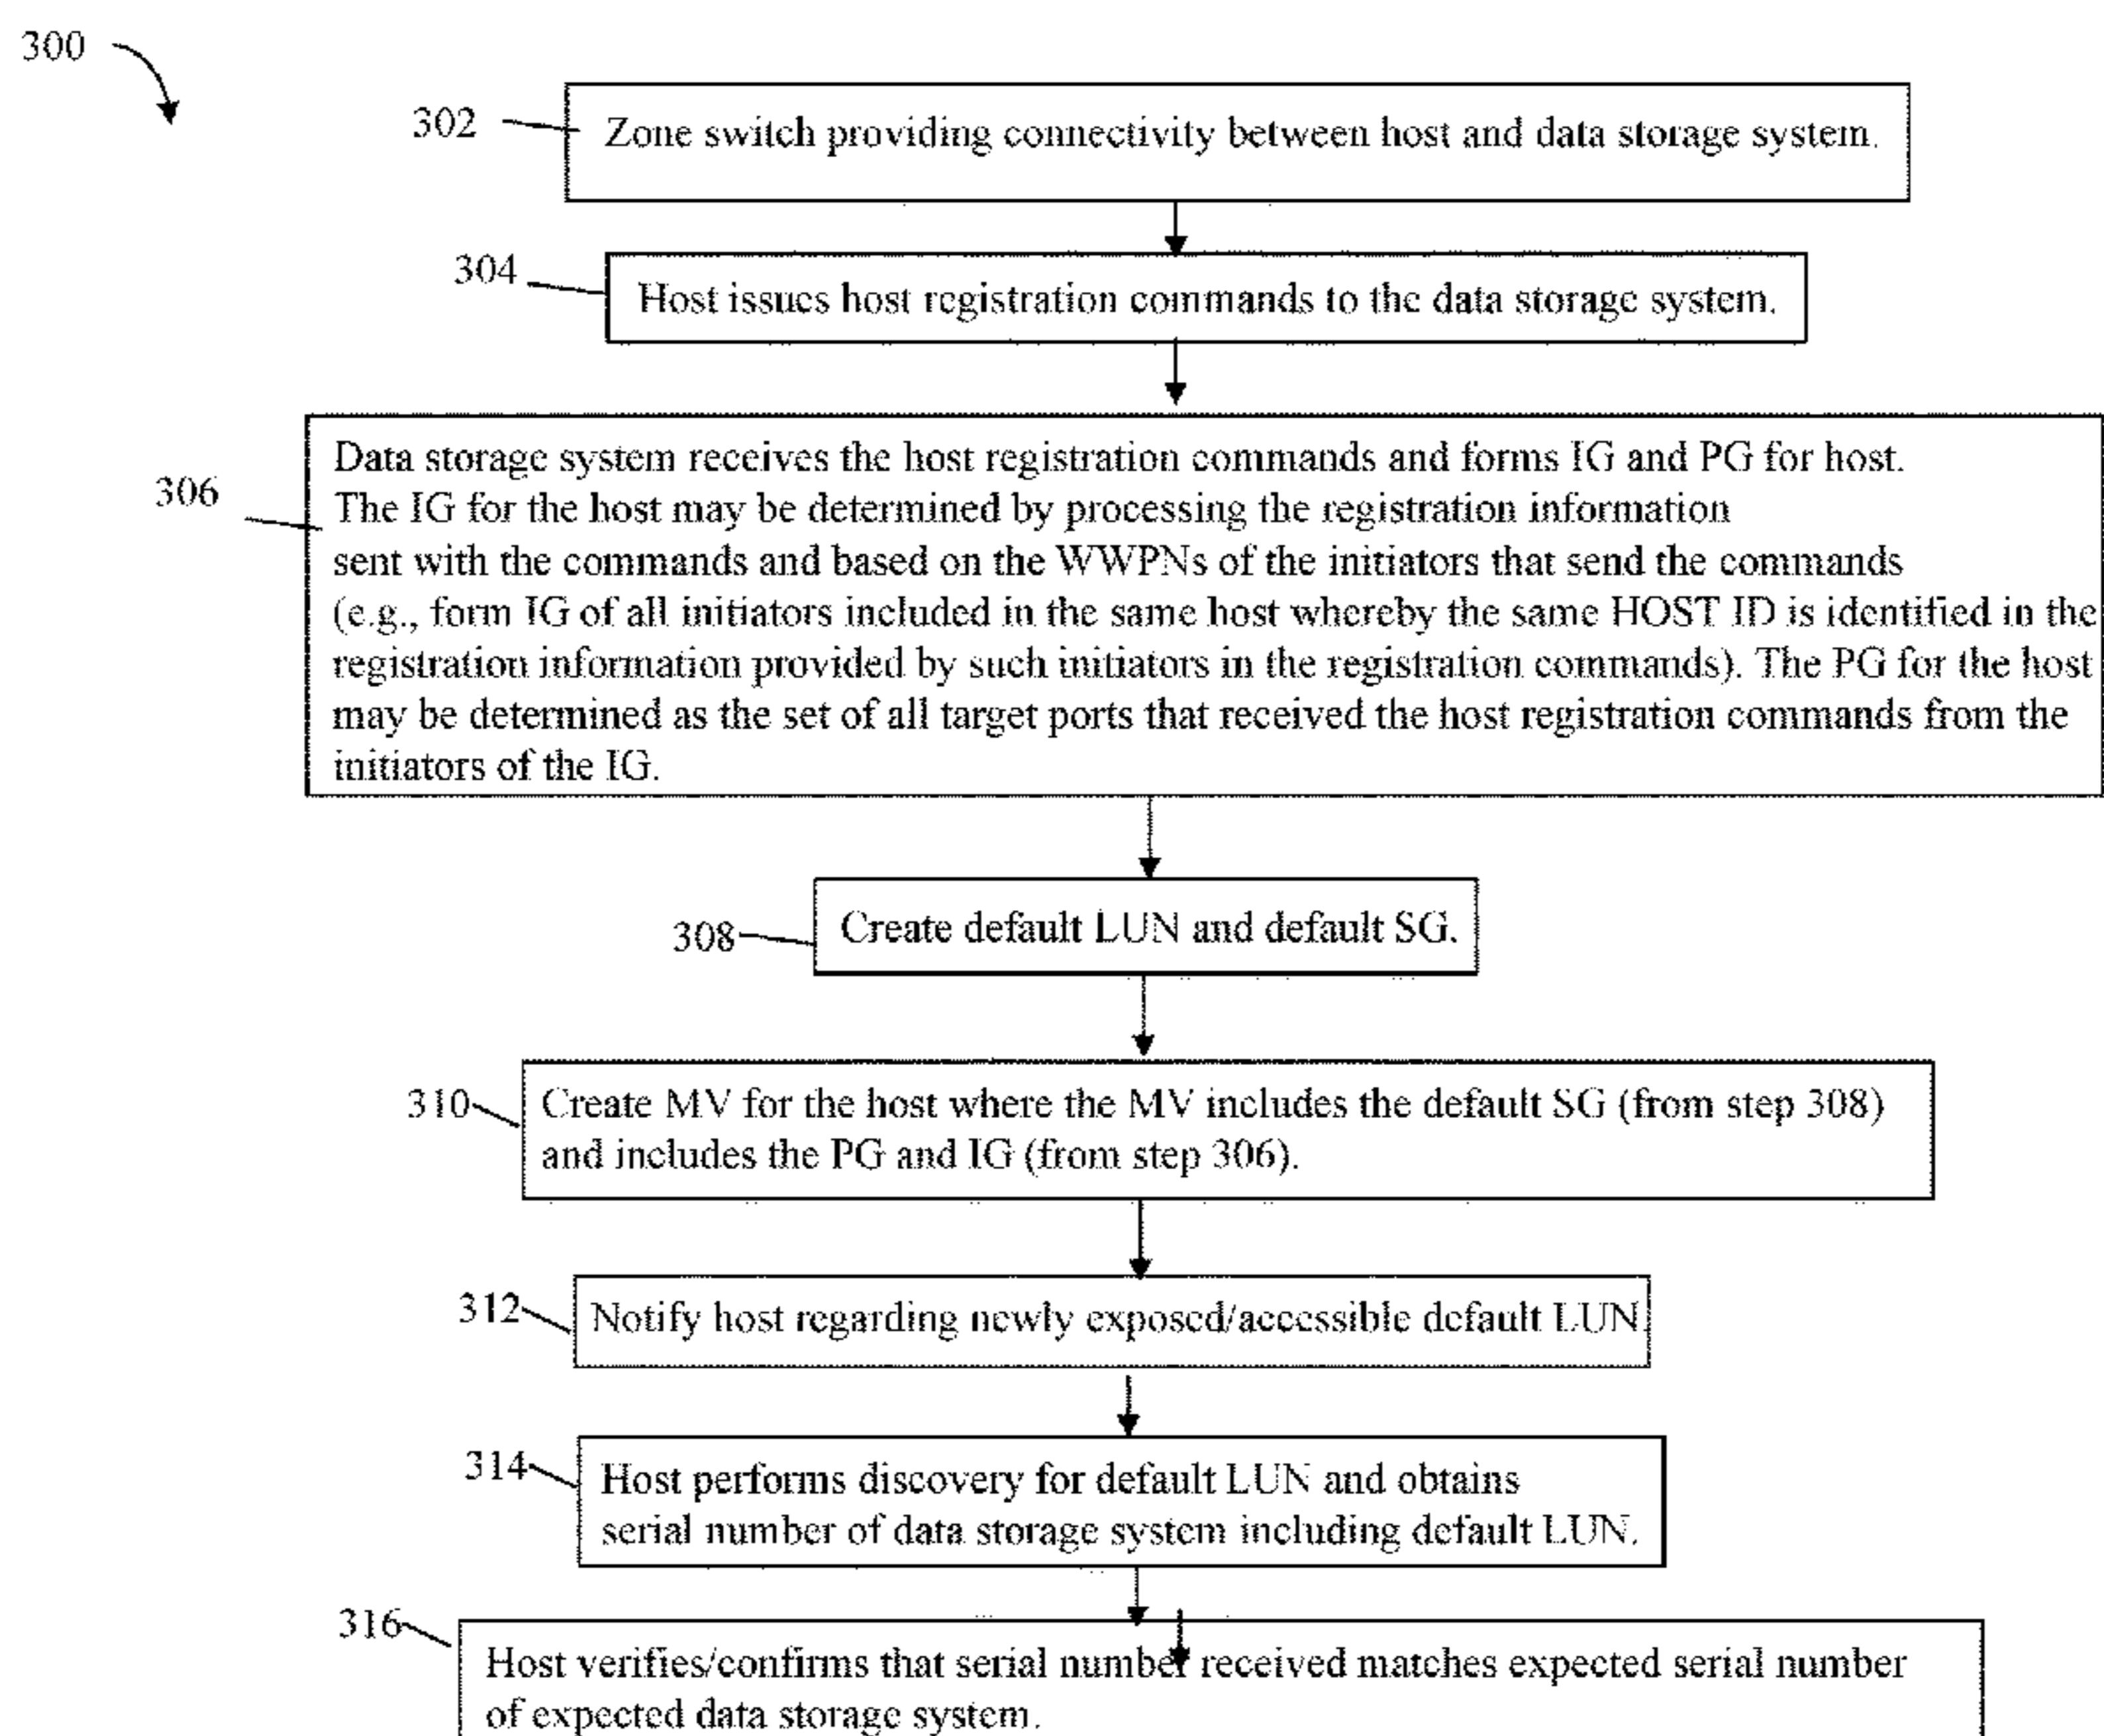 300
302
Zone switch providing connectivity between host and data storage system.
304
Host issues host registration commands to the data storage system.
306
Data storage system receives the host registration commands and forms IG and PG for host.
The IG for the host may be determined by processing the registration information
sent with the commands and based on the WWPNs of the initiators that send the commands
(e.g., form IG of all initiators included in the same host whereby the same HOST ID is identified in the
registration information provided by such initiators in the registration commands). The PG for the host
may be determined as the set of all target ports that received the host registration commands from the
initiators of the IG.
308
Create default LUN and default SG.
310
Create MV for the host where the MV includes the default SG (from step 308)
and includes the PG and IG (from step 306).
312
Notify host regarding newly exposed/accessible default LUN.
314
Host performs discovery for default LUN and obtains
serial number of data storage system including default LUN.
316
Host verifies/confirms that serial number received matches expected serial number
of expected data storage system.